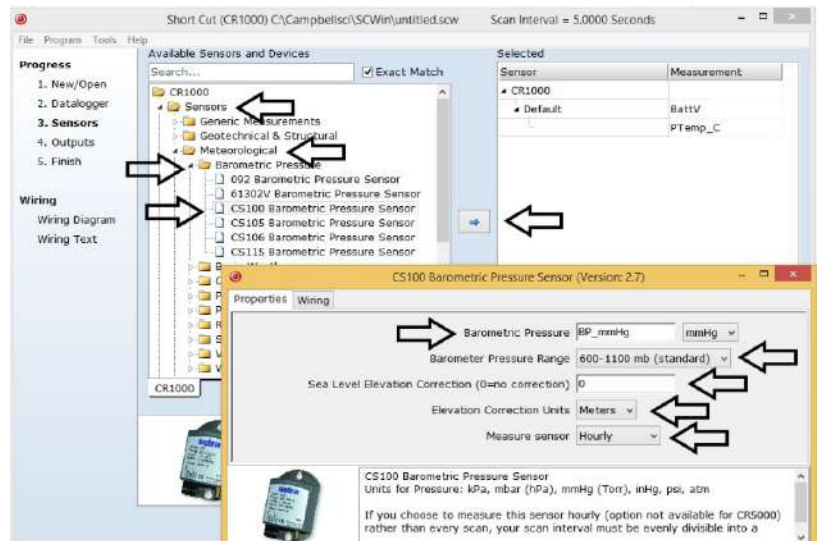 Short Cut (CR1000) C:\Campbellsci\SCWin\untitled.scw Scan Interval = 5.0000 Seconds
File Program Tools Help
Progress
1. New/Open
2. Datalogger
3. Sensors
4. Outputs
5. Finish
Wiring
Wiring Diagram
Wiring Text
Available Sensors and Devices
Search...
Exact Match
CR1000
Sensors
Generic Measurements
Geotechnical & Structural
Meteorological
Barometric Pressure
092 Barometric Pressure Sensor
61302V Barometric Pressure Sensor
CS100 Barometric Pressure Sensor
CS105 Barometric Pressure Sensor
CS106 Barometric Pressure Sensor
CS115 Barometric Pressure Sensor
CR1000
Selected
Sensor Measurement
CR1000
Default BattV
PTemp_C
CS100 Barometric Pressure Sensor (Version: 2.7)
Properties Wiring
Barometric Pressure BP_mmHg mmHg
Barometer Pressure Range 600-1100 mb (standard)
Sea Level Elevation Correction (0=no correction) 0
Elevation Correction Units Meters
Measure sensor Hourly
setra
CS100 Barometric Pressure Sensor
Units for Pressure: kPa, mbar (hPa), mmHg (Torr), inHg, psi, atm
If you choose to measure this sensor hourly (option not available for CR5000)
rather than every scan, your scan interval must be evenly divisible into a